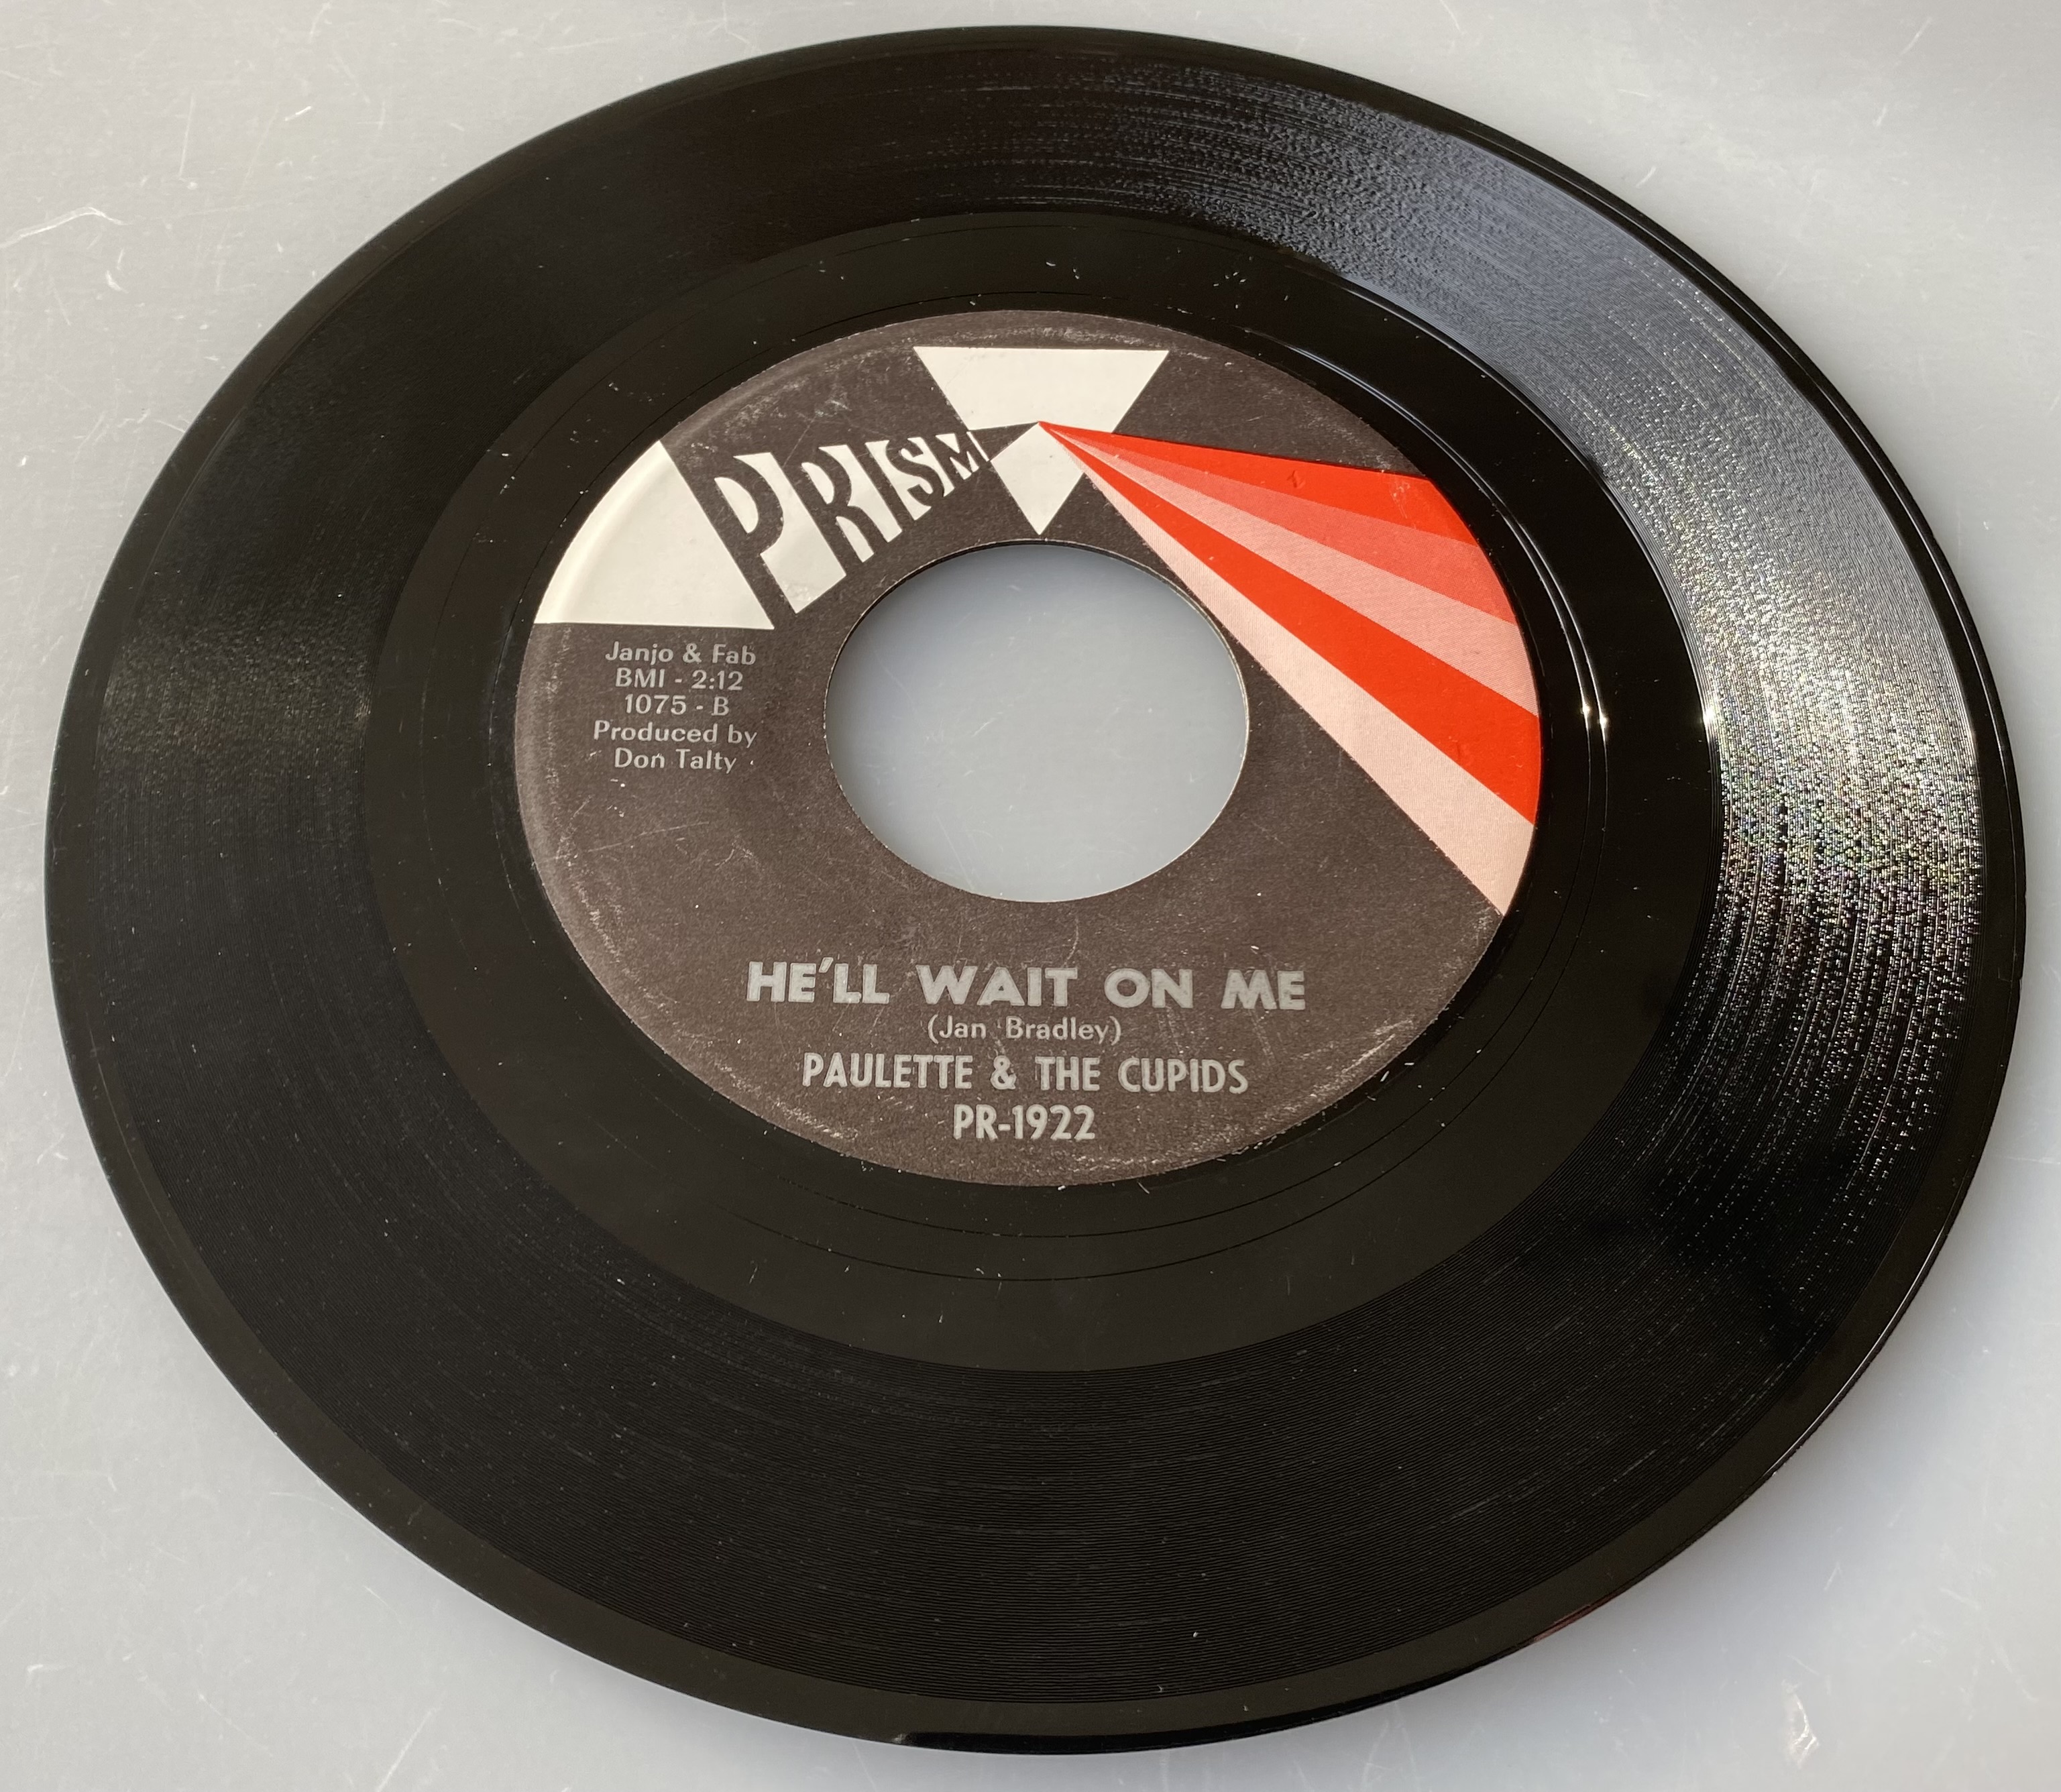 PRISM
Janjo & Fab
BMI - 2:12
1075 - B
Produced by
Don Talty
HE'LL WAIT ON ME
(Jan Bradley)
PAULETTE & THE CUPIDS
PR-1922